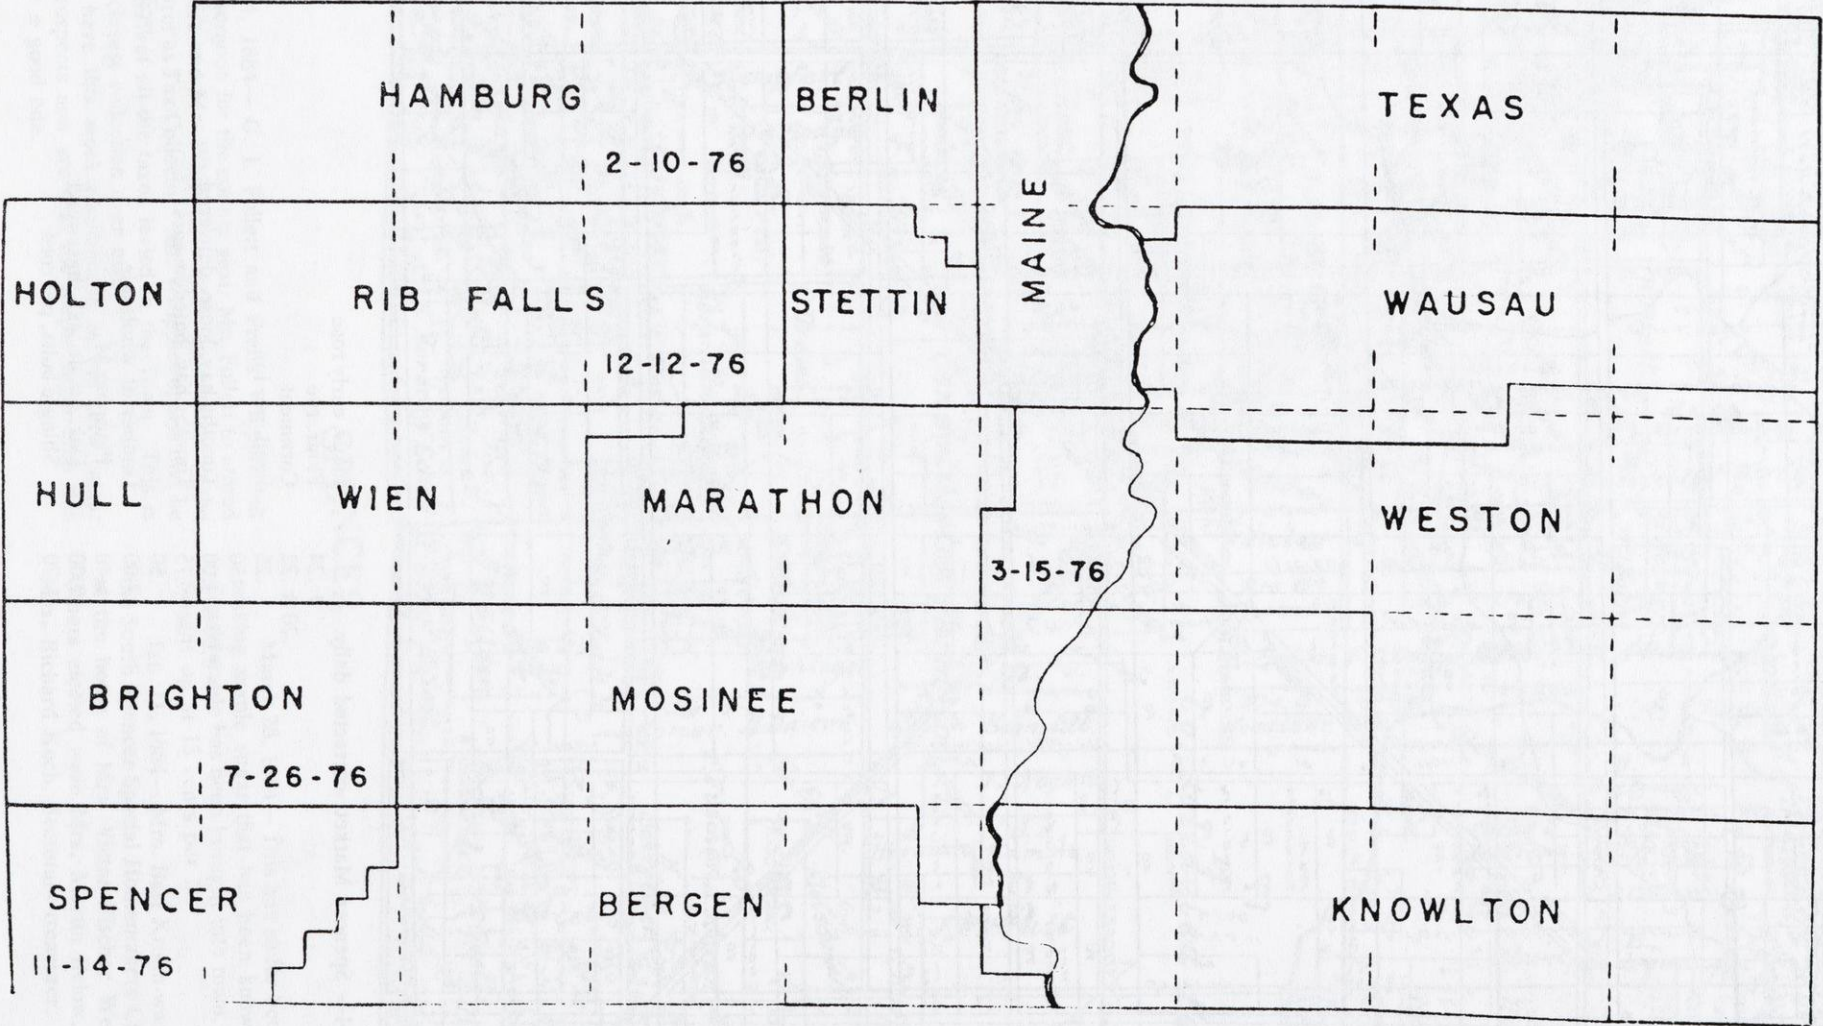 HAMBURG
BERLIN
TEXAS
2-10-76
MAINE
HOLTON
RIB FALLS
STETTIN
WAUSAU
12-12-76
HULL
WIEN
MARATHON
WESTON
3-15-76
BRIGHTON
MOSINEE
7-26-76
SPENCER
BERGEN
KNOWLTON
11-14-76